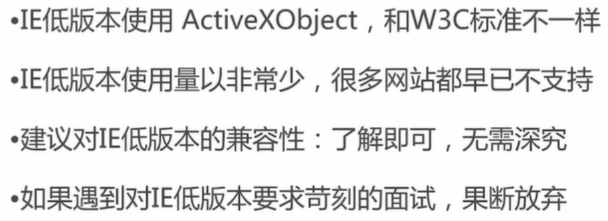 •IE低版本使用 ActiveXObject，和W3C标准不一样
•IE低版本使用量以非常少，很多网站都早已不支持
•建议对IE低版本的兼容性：了解即可，无需深究
•如果遇到对IE低版本要求苛刻的面试，果断放弃